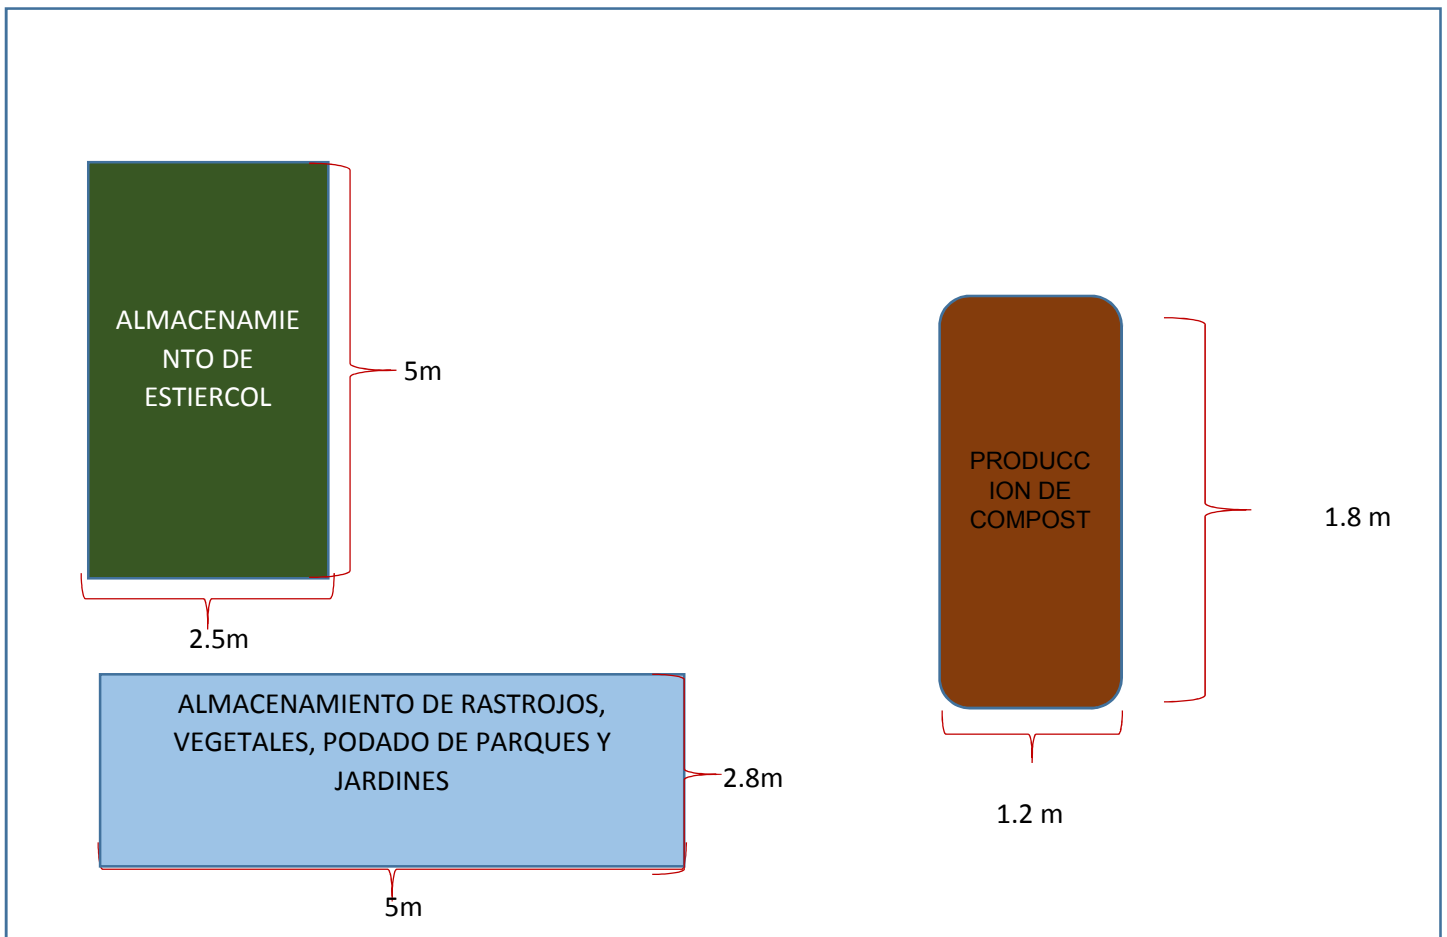 ALMACENAMIE
NTO DE
ESTIERCOL
5m
2.5m
ALMACENAMIENTO DE RASTROJOS,
VEGETALES, PODADO DE PARQUES Y
JARDINES
2.8m
5m
PRODUCC
ION DE
COMPOST
1.8 m
1.2 m